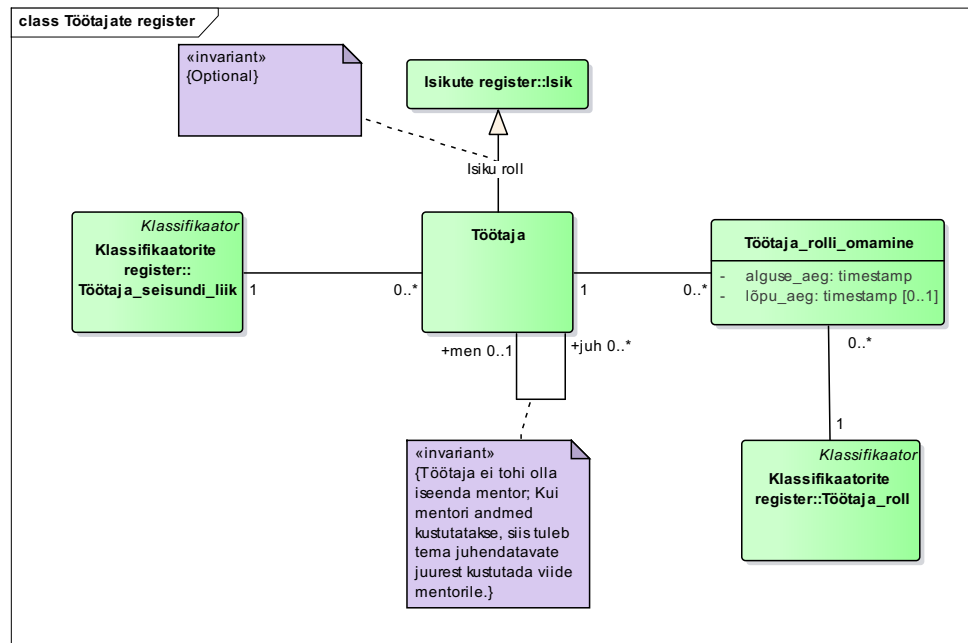 class Töötajate register
«invariant»
{Optional}
Isikute register::Isik
Isiku roll
Klassifikaator
Klassifikaatorite
register::
Töötaja_seisundi_liik
1
0..*
Töötaja
1
0..*
Töötaja_rolli_omamine
- alguse_aeg: timestamp
- lõpu_aeg: timestamp [0..1]
+men 0..1
+juh 0..*
0..*
1
«invariant»
{Töötaja ei tohi olla
iseenda mentor; Kui
mentori andmed
kustutatakse, siis tuleb
tema juhendatavate
juurest kustutada viide
mentorile.}
Klassifikaator
Klassifikaatorite
register::Töötaja_roll